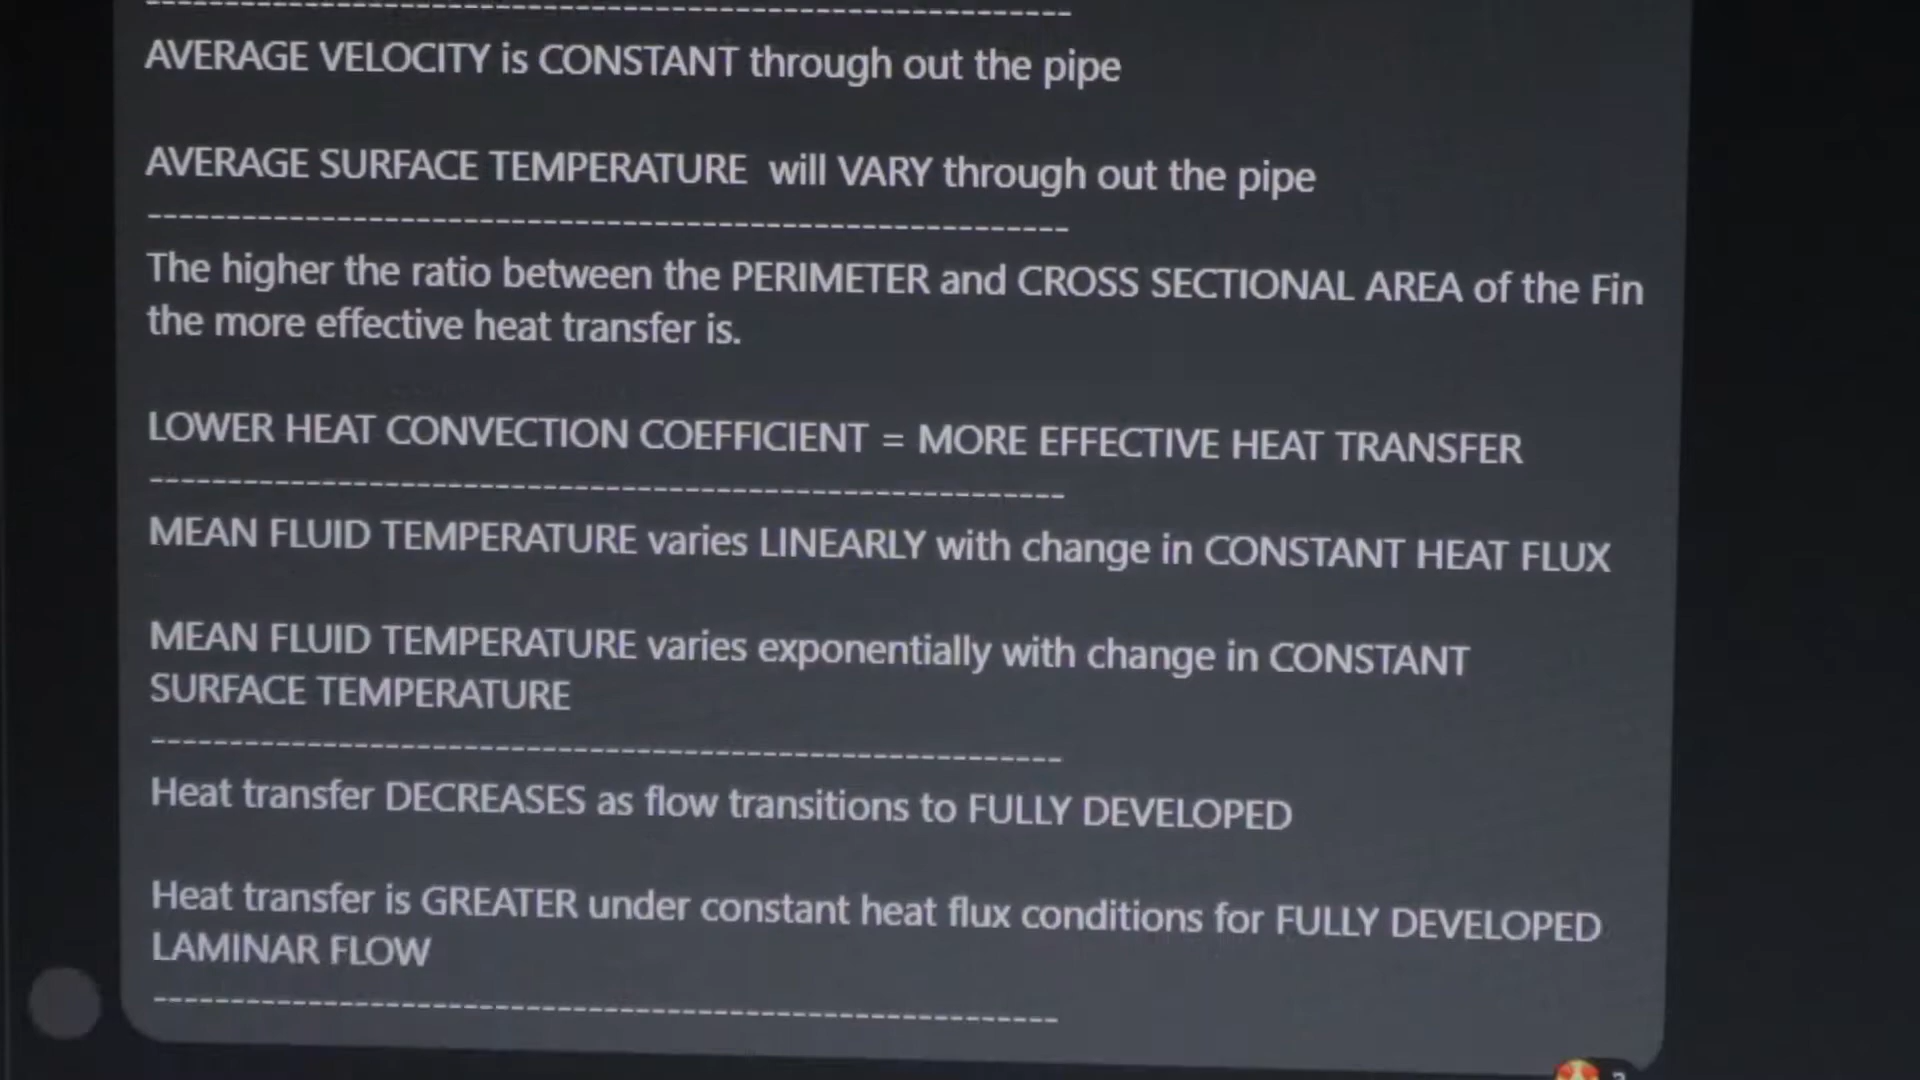 ------------------------------------------------------------
AVERAGE VELOCITY is CONSTANT through out the pipe
AVERAGE SURFACE TEMPERATURE will VARY through out the pipe
------------------------------------------------------------
The higher the ratio between the PERIMETER and CROSS SECTIONAL AREA of the Fin
the more effective heat transfer is.
LOWER HEAT CONVECTION COEFFICIENT = MORE EFFECTIVE HEAT TRANSFER
------------------------------------------------------------
MEAN FLUID TEMPERATURE varies LINEARLY with change in CONSTANT HEAT FLUX
MEAN FLUID TEMPERATURE varies exponentially with change in CONSTANT
SURFACE TEMPERATURE
------------------------------------------------------------
Heat transfer DECREASES as flow transitions to FULLY DEVELOPED
Heat transfer is GREATER under constant heat flux conditions for FULLY DEVELOPED
LAMINAR FLOW
------------------------------------------------------------